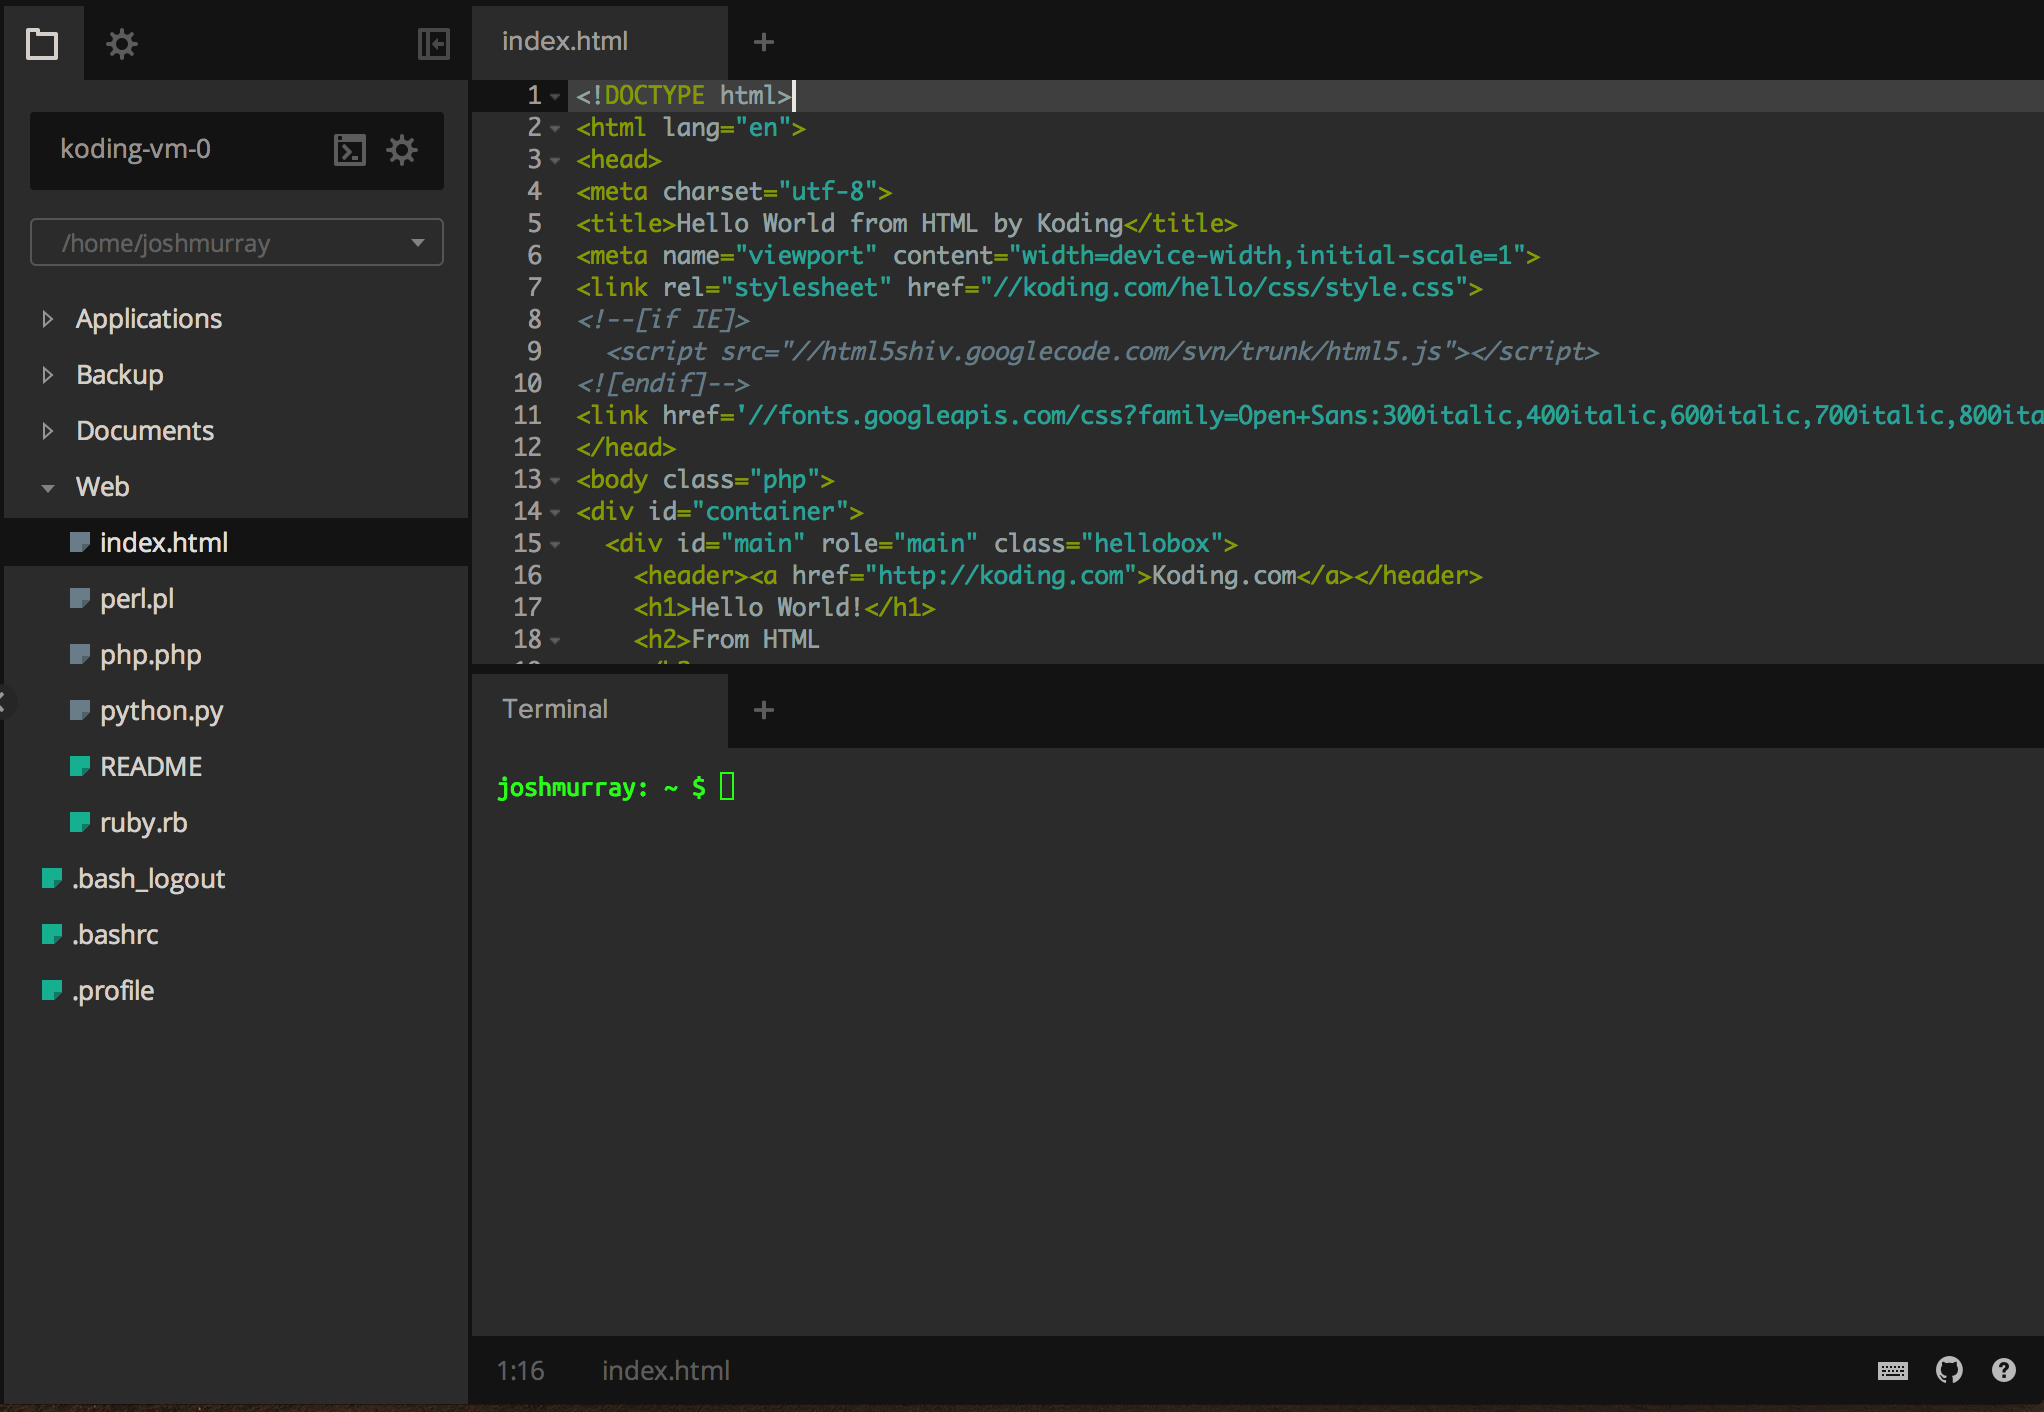 index.html
koding-vm-0
/home/joshmurray
Applications
Backup
Documents
Web
index.html
perl.pl
php.php
python.py
README
ruby.rb
.bash_logout
.bashrc
.profile
1 <!DOCTYPE html>
2 <html lang="en">
3 <head>
4 <meta charset="utf-8">
5 <title>Hello World from HTML by Koding</title>
6 <meta name="viewport" content="width=device-width,initial-scale=1">
7 <link rel="stylesheet" href="//koding.com/hello/css/style.css">
8 <!--[if IE]>
9 <script src="//html5shiv.googlecode.com/svn/trunk/html5.js"></script>
10 <![endif]-->
11 <link href='//fonts.googleapis.com/css?family=Open+Sans:300italic,400italic,600italic,700italic,800ita
12 </head>
13 <body class="php">
14 <div id="container">
15 <div id="main" role="main" class="hellobox">
16 <header><a href="http://koding.com">Koding.com</a></header>
17 <h1>Hello World!</h1>
18 <h2>From HTML
Terminal
joshmurray: ~ $
1:16 index.html